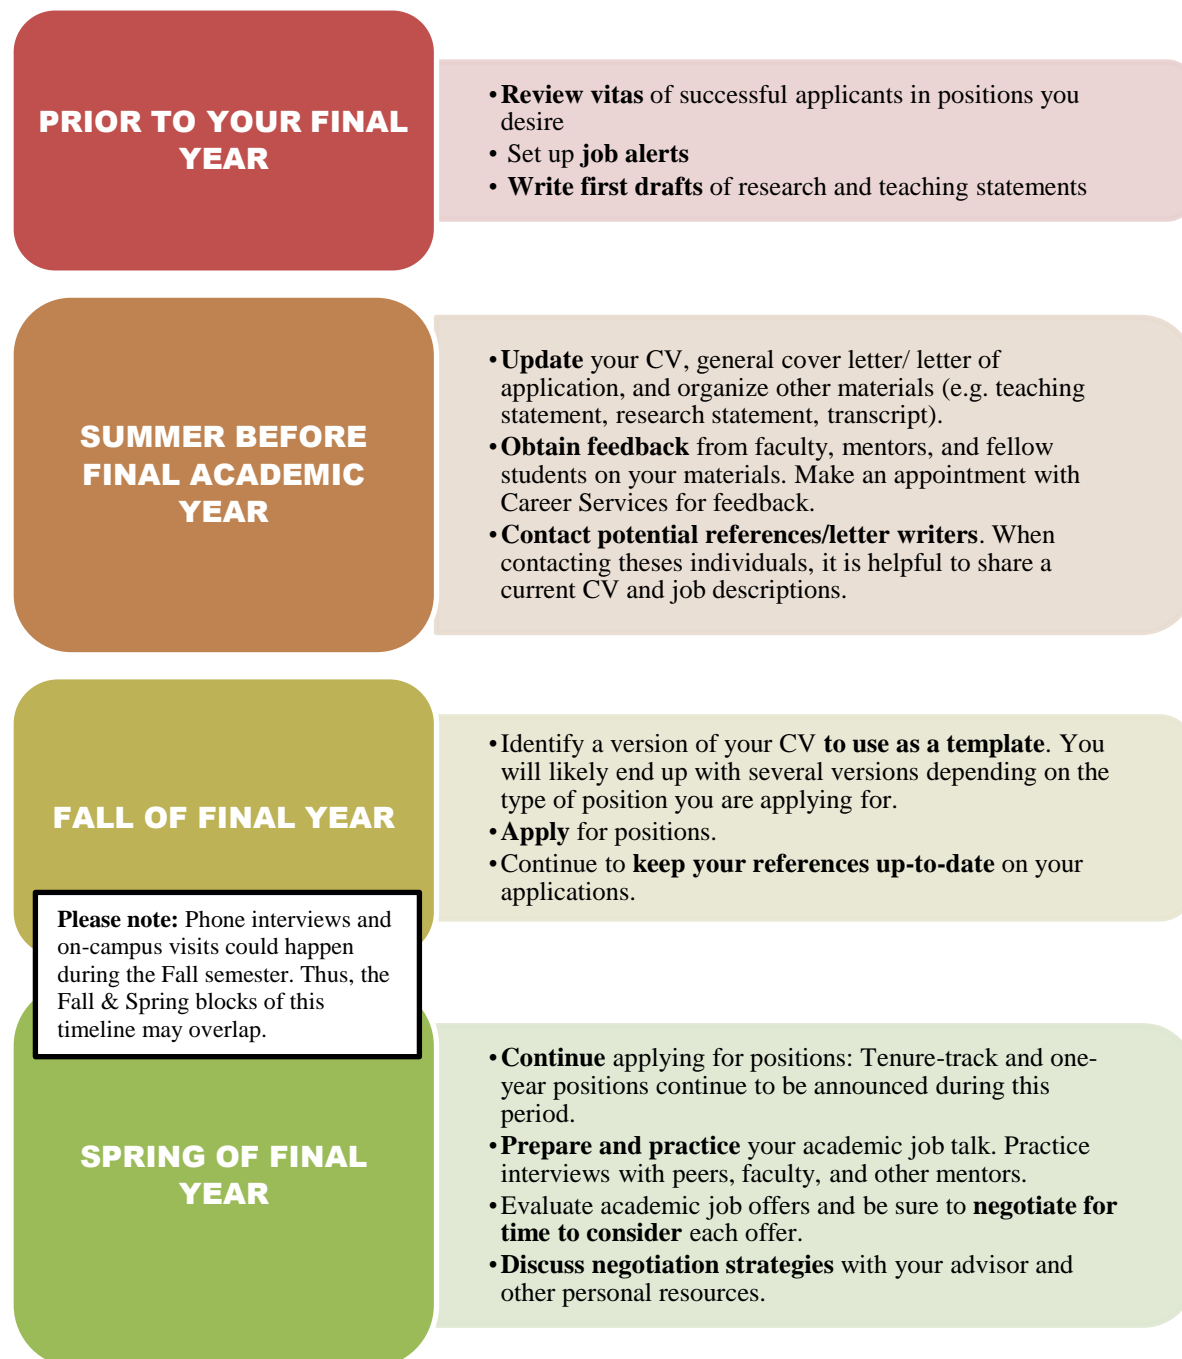 PRIOR TO YOUR FINAL
YEAR
•Review vitas of successful applicants in positions you
desire
• Set up job alerts
• Write first drafts of research and teaching statements
SUMMER BEFORE
FINAL ACADEMIC
YEAR
•Update your CV, general cover letter/ letter of
application, and organize other materials (e.g. teaching
statement, research statement, transcript).
•Obtain feedback from faculty, mentors, and fellow
students on your materials. Make an appointment with
Career Services for feedback.
•Contact potential references/letter writers. When
contacting theses individuals, it is helpful to share a
current CV and job descriptions.
FALL OF FINAL YEAR
•Identify a version of your CV to use as a template. You
will likely end up with several versions depending on the
type of position you are applying for.
•Apply for positions.
•Continue to keep your references up-to-date on your
applications.
Please note: Phone interviews and
on-campus visits could happen
during the Fall semester. Thus, the
Fall & Spring blocks of this
timeline may overlap.
SPRING OF FINAL
YEAR
•Continue applying for positions: Tenure-track and one-
year positions continue to be announced during this
period.
•Prepare and practice your academic job talk. Practice
interviews with peers, faculty, and other mentors.
•Evaluate academic job offers and be sure to negotiate for
time to consider each offer.
•Discuss negotiation strategies with your advisor and
other personal resources.